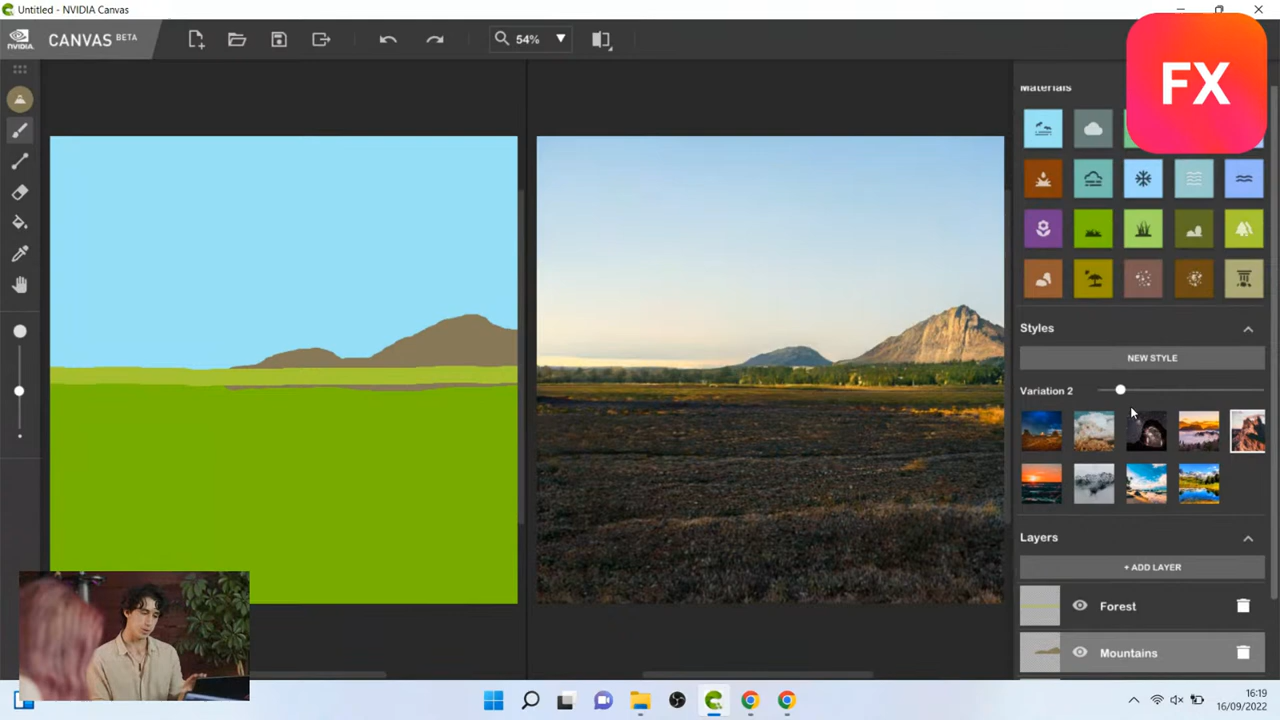 Untitled - NVIDIA Canvas
NVIDIA
CANVAS BETA
54%
FX
Materials
Styles
NEW STYLE
Variation 2
Layers
+ ADD LAYER
Forest
Mountains
16:19
16/09/2022